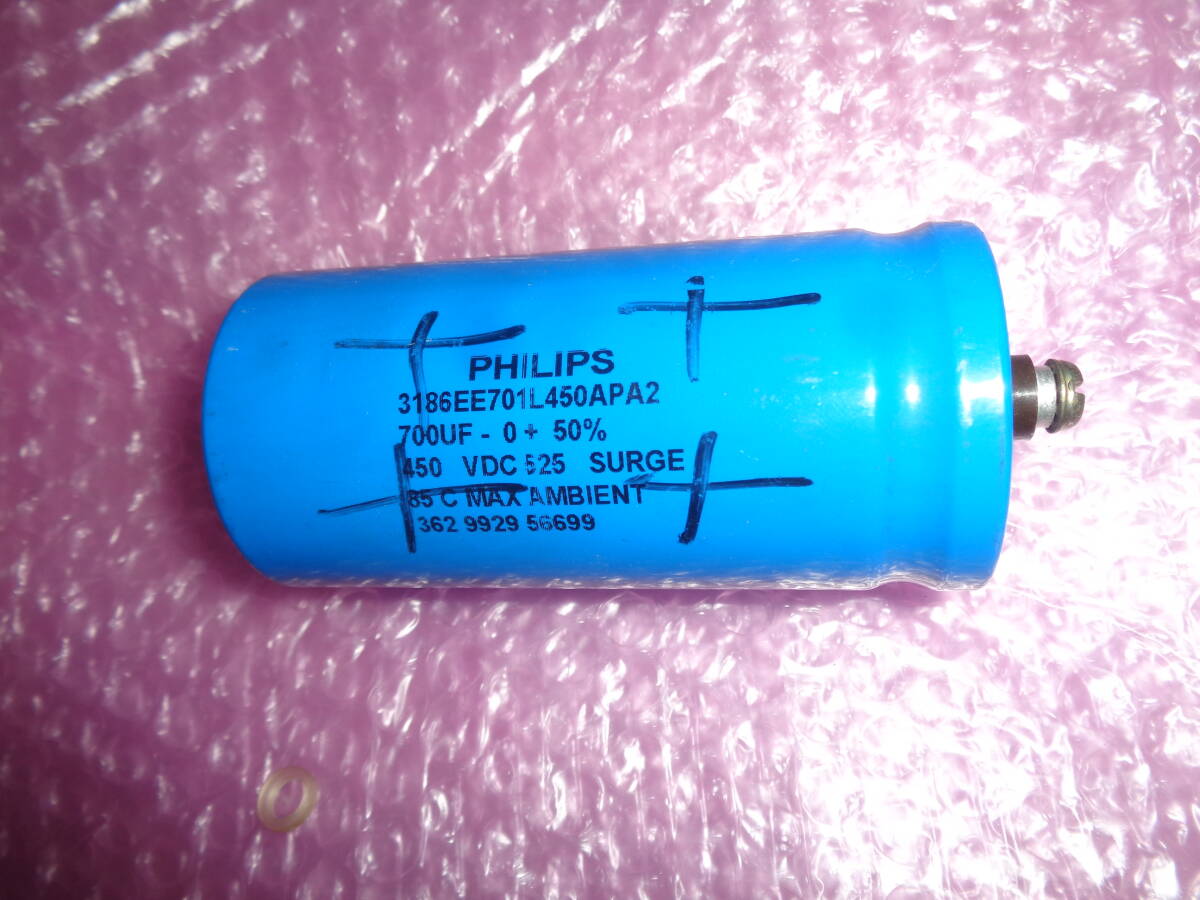 PHILIPS
3186EE701L450APA2
700UF - 0 + 50%
450 VDC 525 SURGE
85 C MAX AMBIENT
362 9929 56699